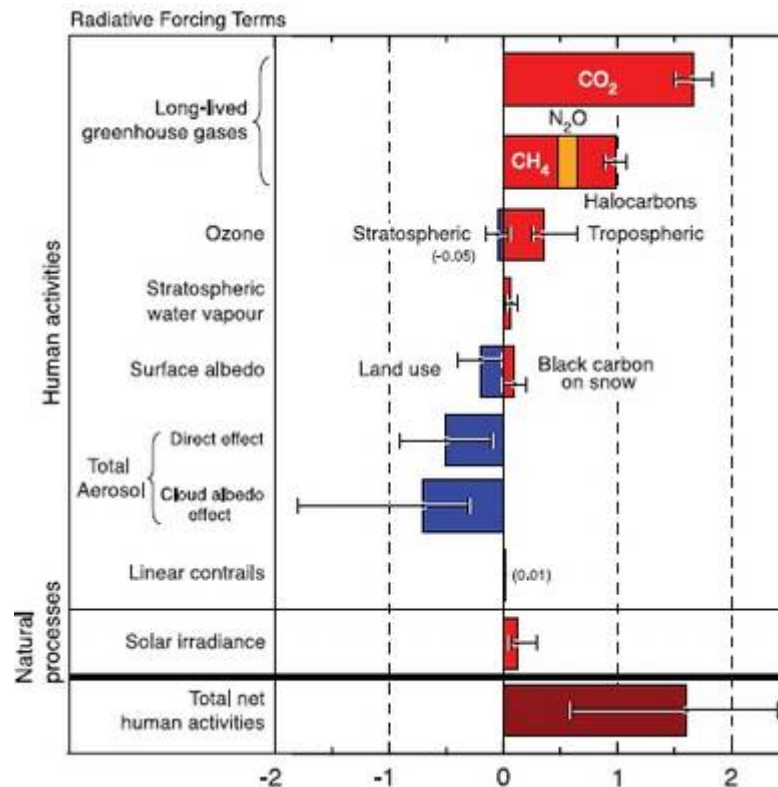 Radiative Forcing Terms
Human activities
Long-lived
greenhouse gases
CO₂
N₂O
CH₄
Halocarbons
Ozone
Stratospheric
(-0.05)
Tropospheric
Stratospheric
water vapour
Surface albedo
Land use
Black carbon
on snow
Total
Aerosol
Direct effect
Cloud albedo
effect
Linear contrails
(0.01)
Natural
processes
Solar irradiance
Total net
human activities
-2 -1 0 1 2